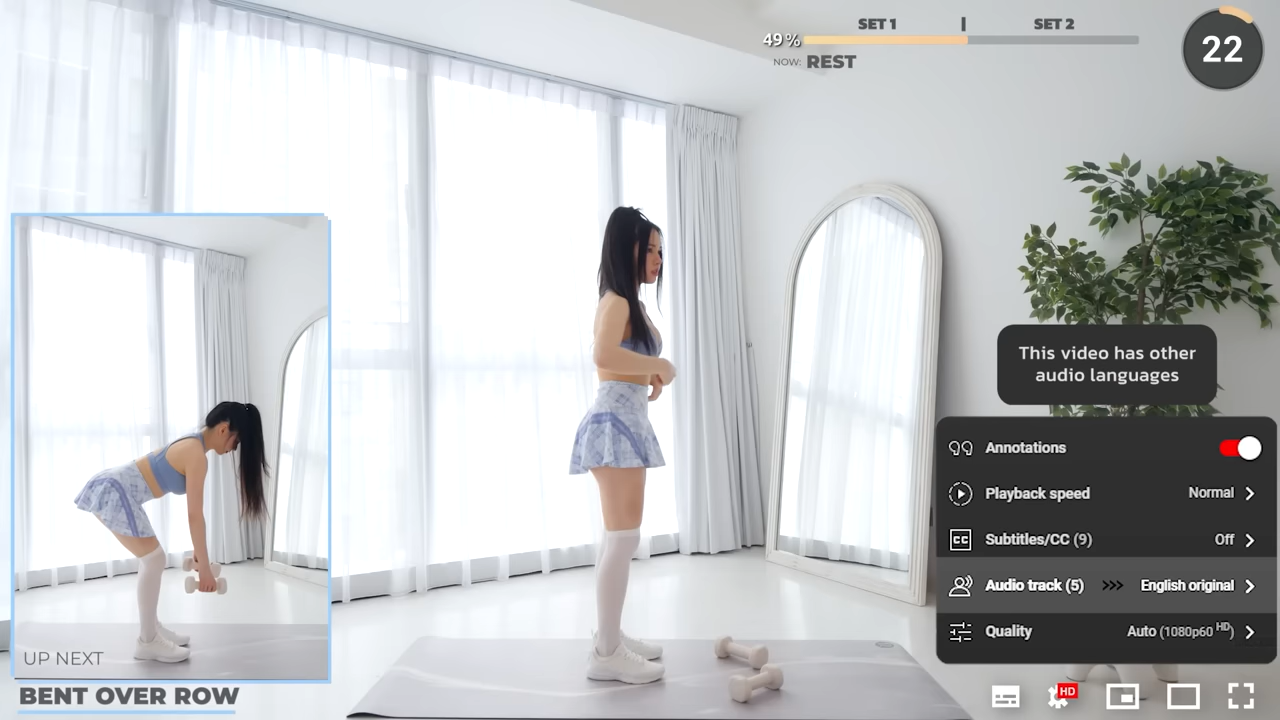 SET 1 | SET 2
49%
NOW: REST
22
This video has other
audio languages
Annotations
Playback speed Normal
Subtitles/CC (9) Off
Audio track (5) >>> English original
Quality Auto (1080p60 HD)
HD
UP NEXT
BENT OVER ROW